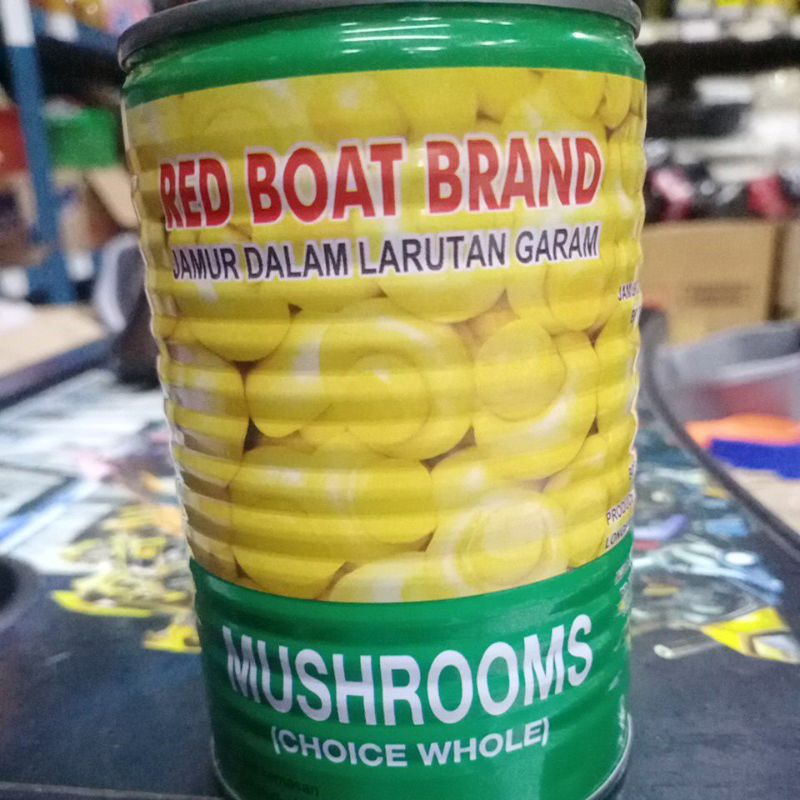 RED BOAT BRAND
JAMUR DALAM LARUTAN GARAM
MUSHROOMS
(CHOICE WHOLE)